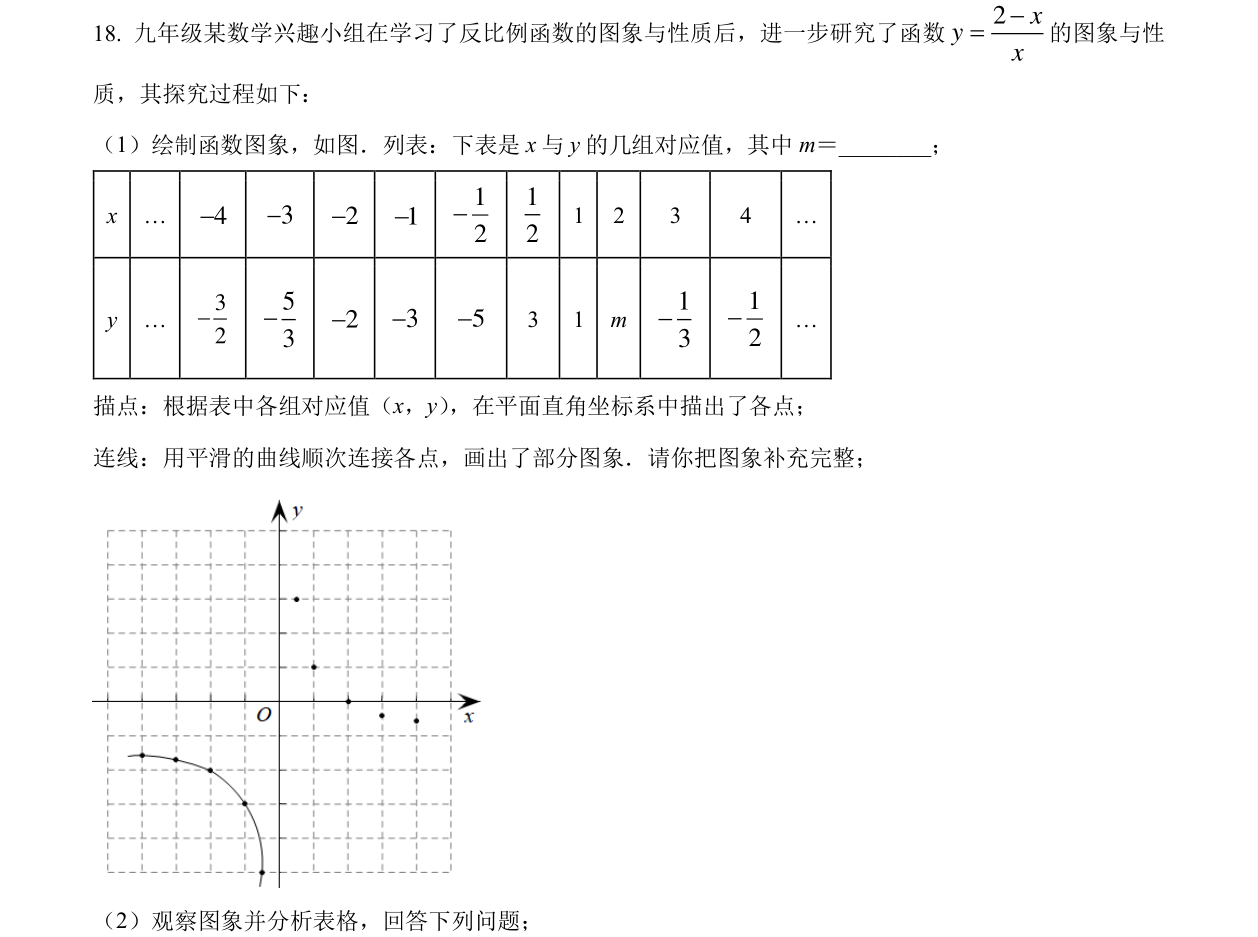 18. 九年级某数学兴趣小组在学习了反比例函数的图象与性质后，进一步研究了函数 y = \frac{2-x}{x} 的图象与性
质，其探究过程如下：
（1）绘制函数图象，如图．列表：下表是 x 与 y 的几组对应值，其中 m＝________；
x … –4 –3 –2 –1 -\frac{1}{2} \frac{1}{2} 1 2 3 4 …
y … -\frac{3}{2} -\frac{5}{3} –2 –3 –5 3 1 m -\frac{1}{3} -\frac{1}{2} …
描点：根据表中各组对应值（x，y），在平面直角坐标系中描出了各点；
连线：用平滑的曲线顺次连接各点，画出了部分图象．请你把图象补充完整；
y
O
x
（2）观察图象并分析表格，回答下列问题；